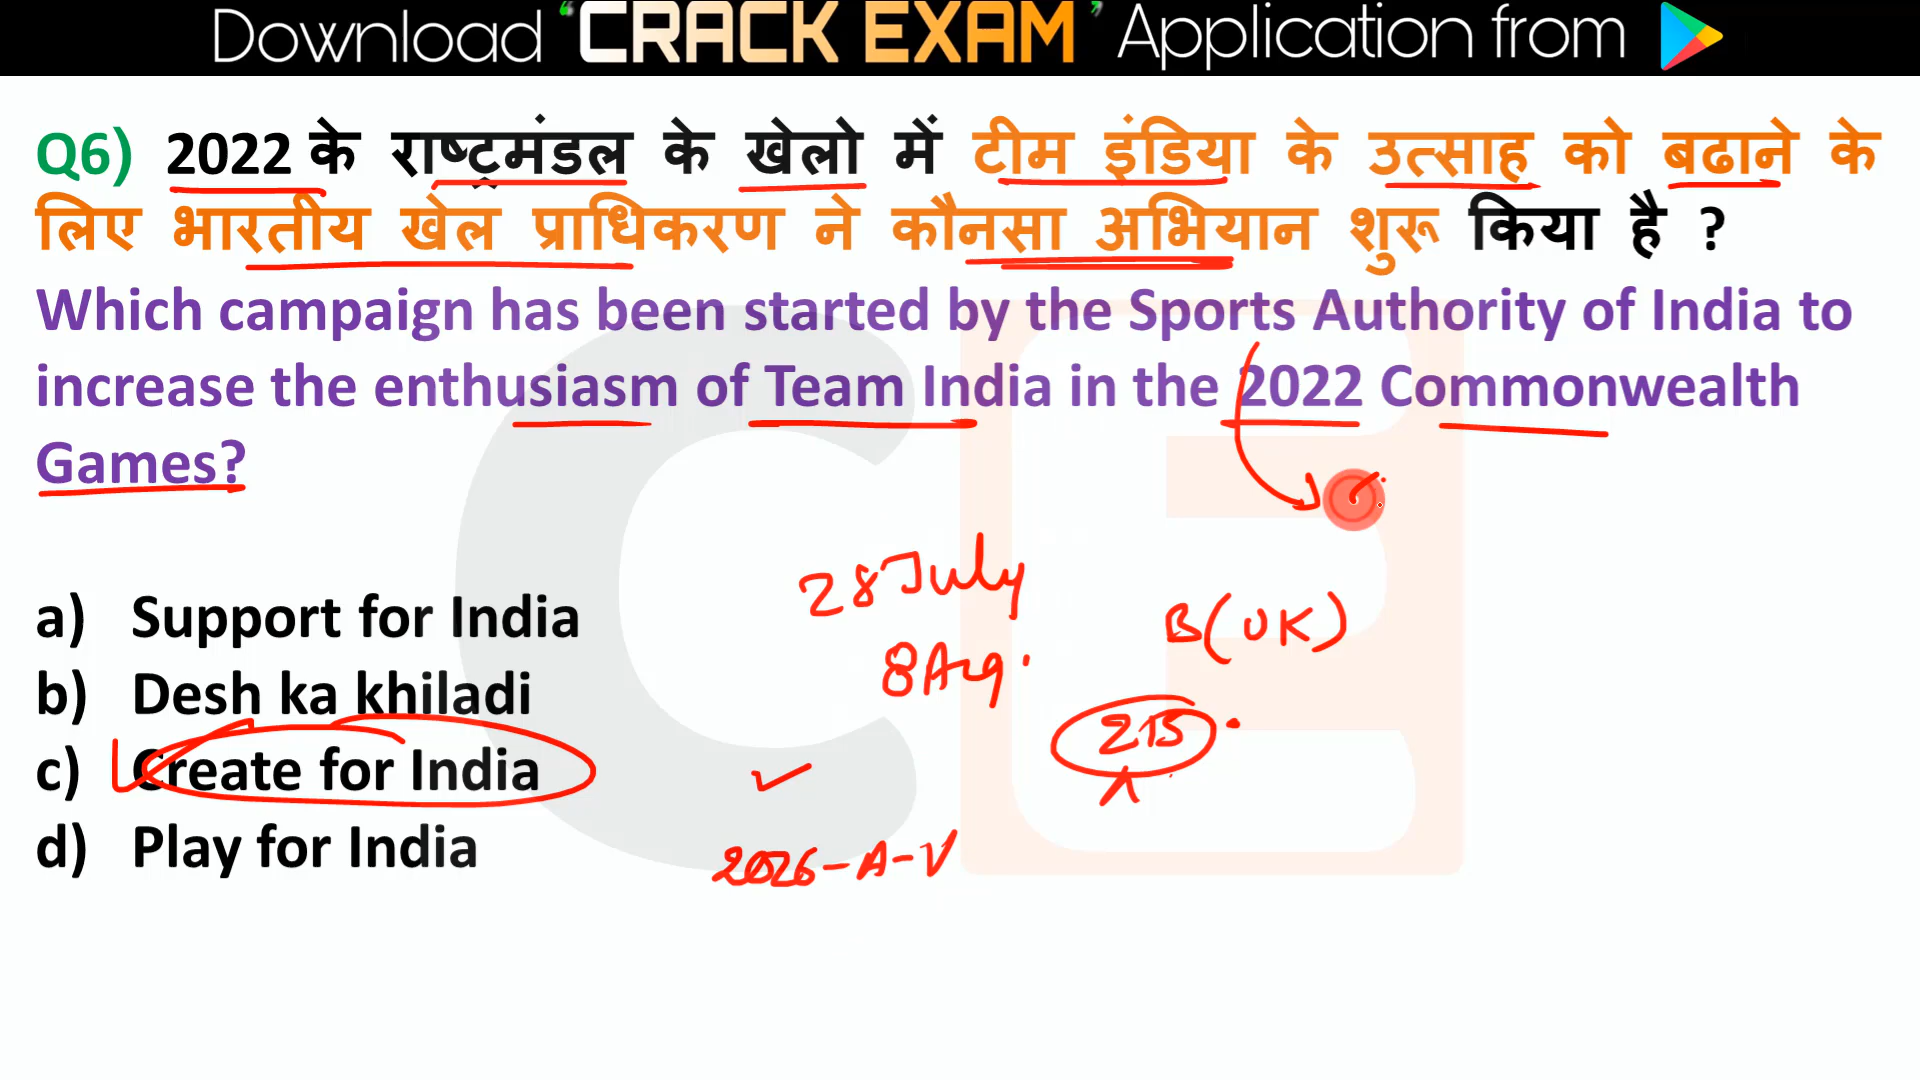 Download ‘CRACK EXAM’ Application from
Q6) 2022 के राष्ट्रमंडल के खेलो में टीम इंडिया के उत्साह को बढाने के
लिए भारतीय खेल प्राधिकरण ने कौनसा अभियान शुरू किया है ?
Which campaign has been started by the Sports Authority of India to
increase the enthusiasm of Team India in the 2022 Commonwealth
Games?
28 July
8 Aug.
B(UK)
215
a) Support for India
b) Desh ka khiladi
c) Create for India
d) Play for India
2026-A-V